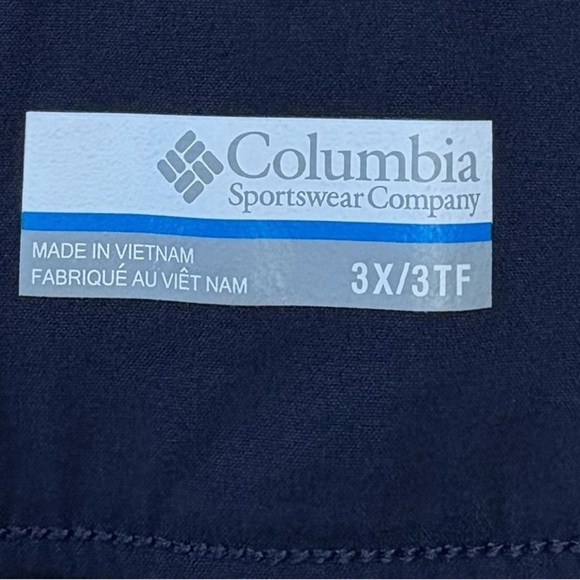 Columbia
Sportswear Company
MADE IN VIETNAM
FABRIQUÉ AU VIÊT NAM
3X/3TF